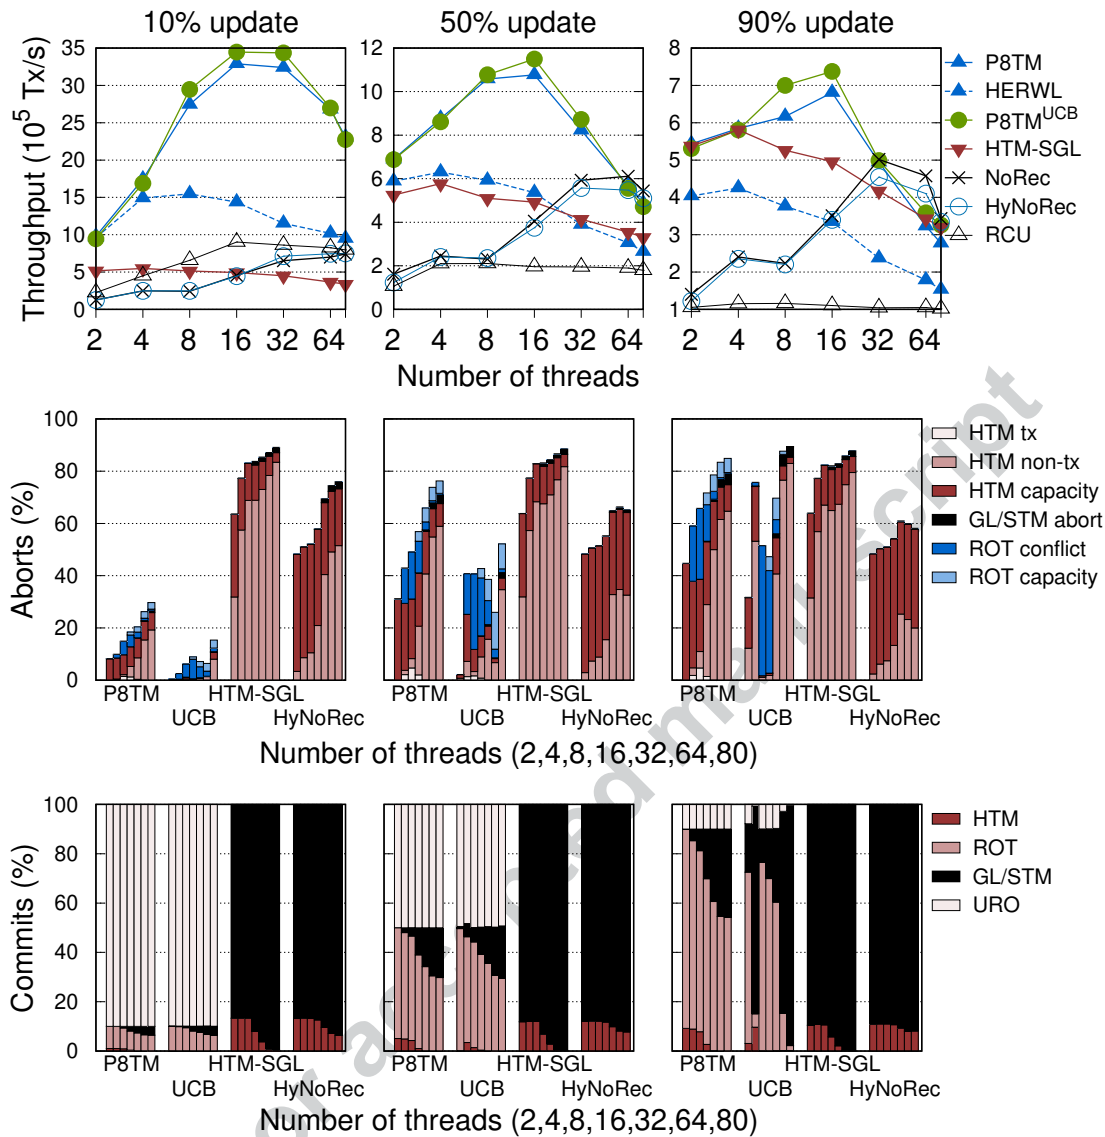 10% update
50% update
90% update
Throughput (10^5 Tx/s)
35
30
25
20
15
10
5
0
2 4 8 16 32 64
12
10
8
6
4
2
0
2 4 8 16 32 64
8
7
6
5
4
3
2
1
2 4 8 16 32 64
Number of threads
P8TM
HERWL
P8TM^UCB
HTM-SGL
NoRec
HyNoRec
RCU
Aborts (%)
100
80
60
40
20
0
P8TM HTM-SGL
UCB HyNoRec
P8TM HTM-SGL
UCB HyNoRec
P8TM HTM-SGL
UCB HyNoRec
Number of threads (2,4,8,16,32,64,80)
HTM tx
HTM non-tx
HTM capacity
GL/STM abort
ROT conflict
ROT capacity
Commits (%)
100
80
60
40
20
0
P8TM HTM-SGL
UCB HyNoRec
P8TM HTM-SGL
UCB HyNoRec
P8TM HTM-SGL
UCB HyNoRec
Number of threads (2,4,8,16,32,64,80)
HTM
ROT
GL/STM
URO